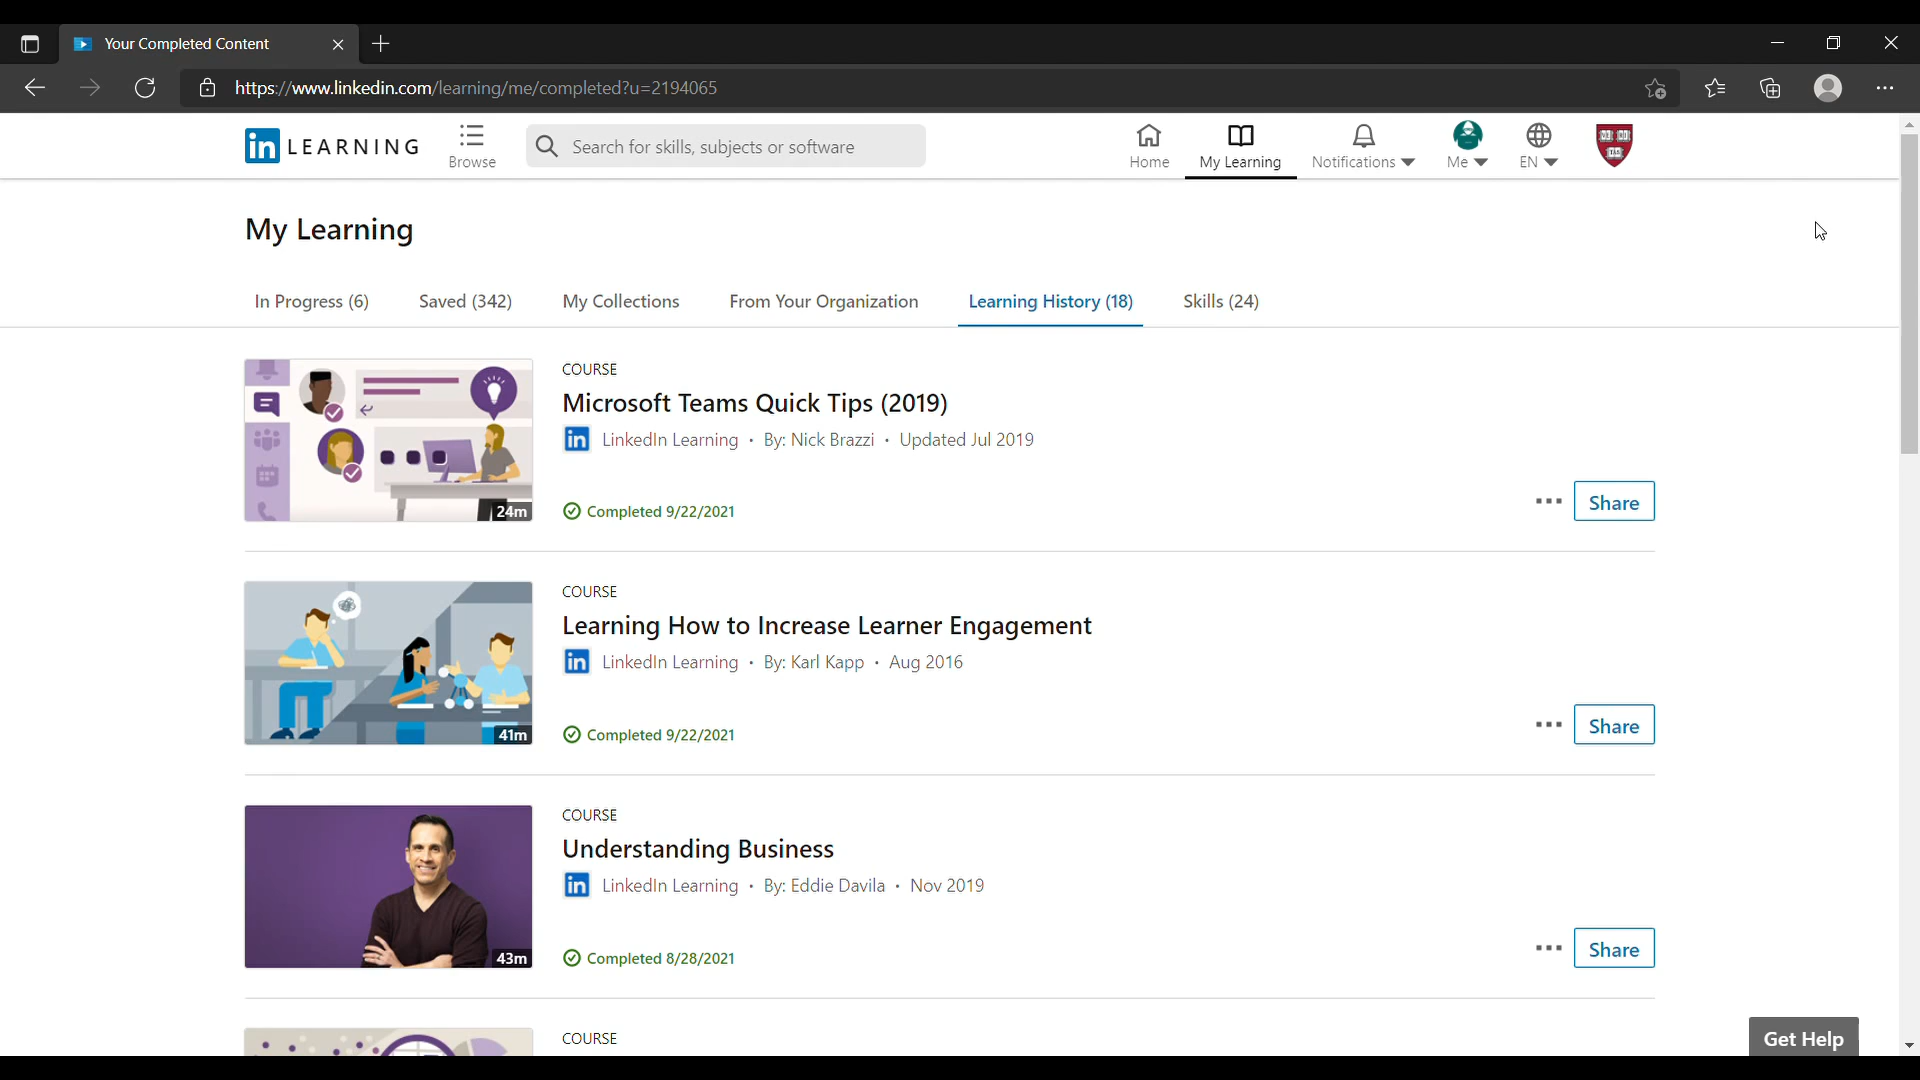 Your Completed Content
https://www.linkedin.com/learning/me/completed?u=2194065
in LEARNING
Browse
Search for skills, subjects or software
Home
My Learning
Notifications
Me
EN
My Learning
In Progress (6)
Saved (342)
My Collections
From Your Organization
Learning History (18)
Skills (24)
24m
COURSE
Microsoft Teams Quick Tips (2019)
in LinkedIn Learning · By: Nick Brazzi · Updated Jul 2019
Completed 9/22/2021
Share
41m
COURSE
Learning How to Increase Learner Engagement
in LinkedIn Learning · By: Karl Kapp · Aug 2016
Completed 9/22/2021
Share
43m
COURSE
Understanding Business
in LinkedIn Learning · By: Eddie Davila · Nov 2019
Completed 8/28/2021
Share
COURSE
Get Help